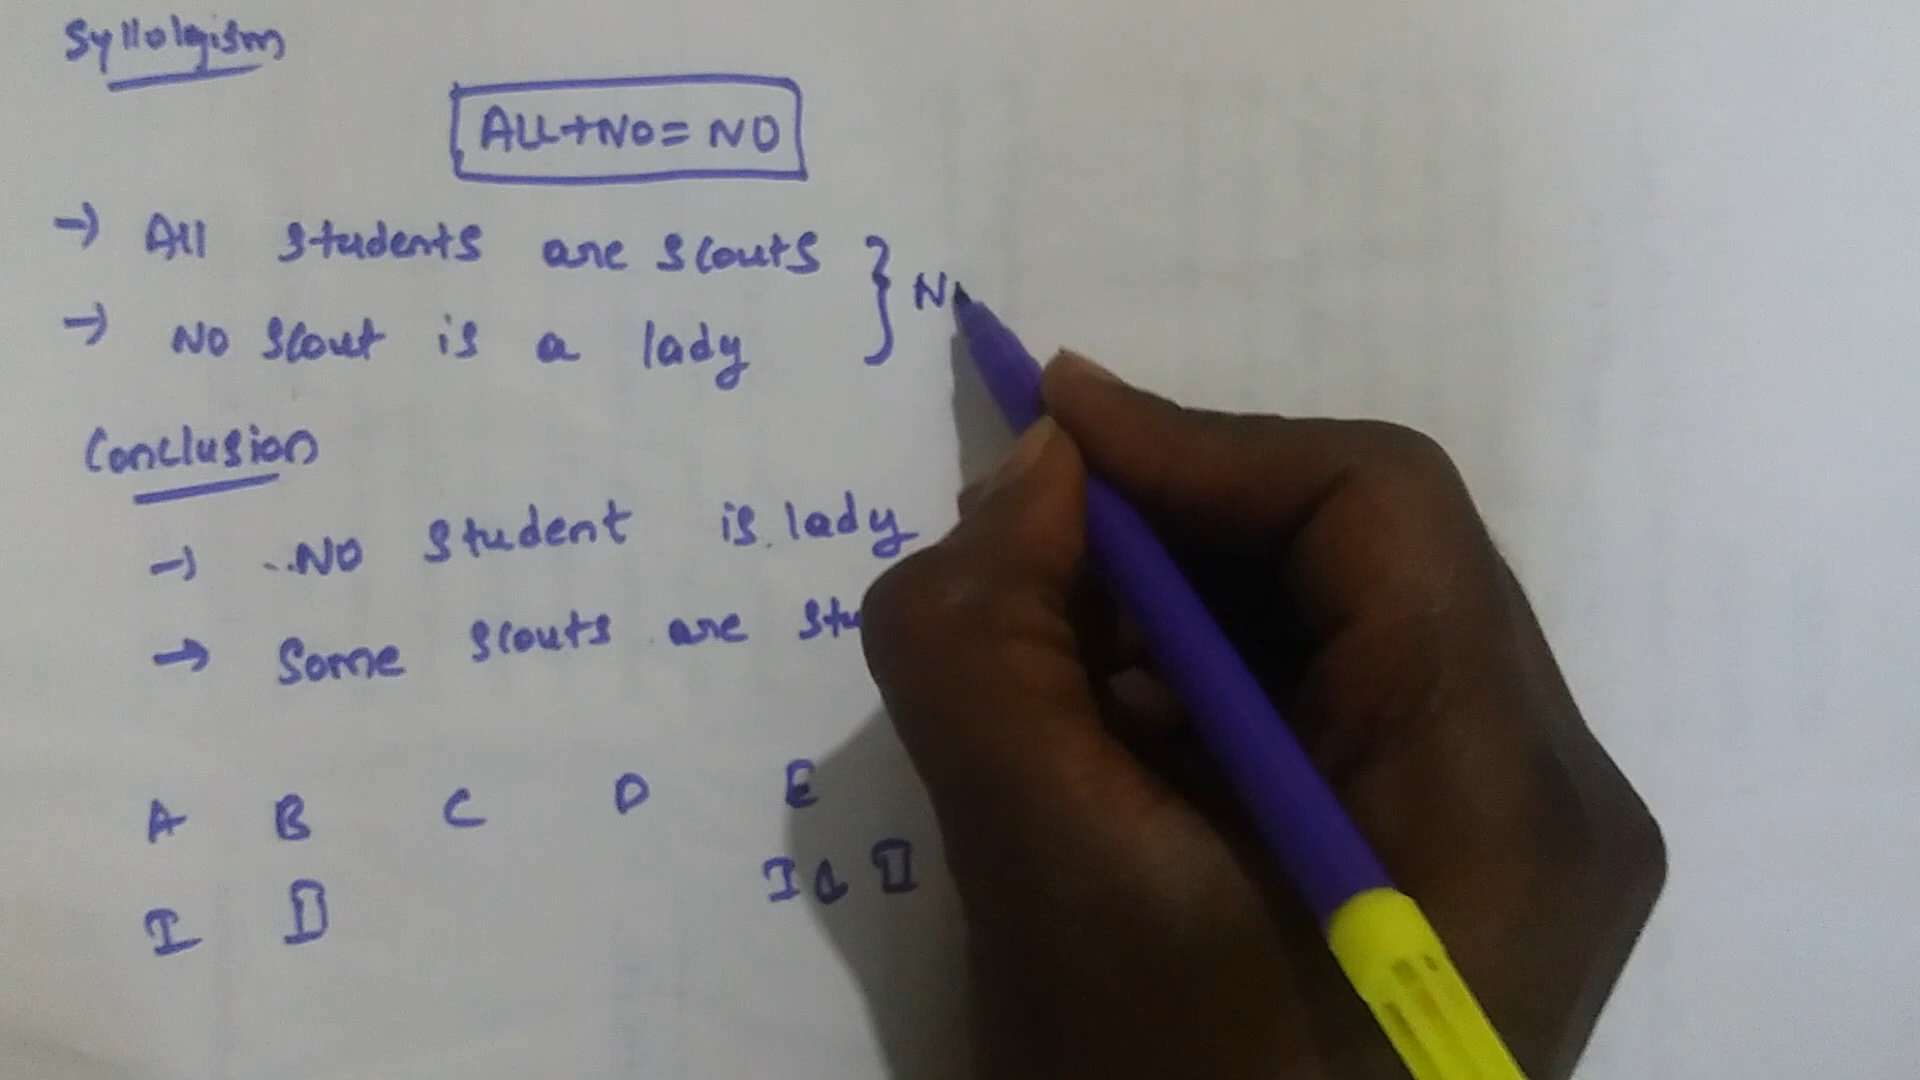 Syllolgism
ALL+NO= NO
→ All students are scouts
→ NO scout is a lady
Conclusion
→ ..NO student is lady
→ Some scouts are
A B C D E
I II I & II